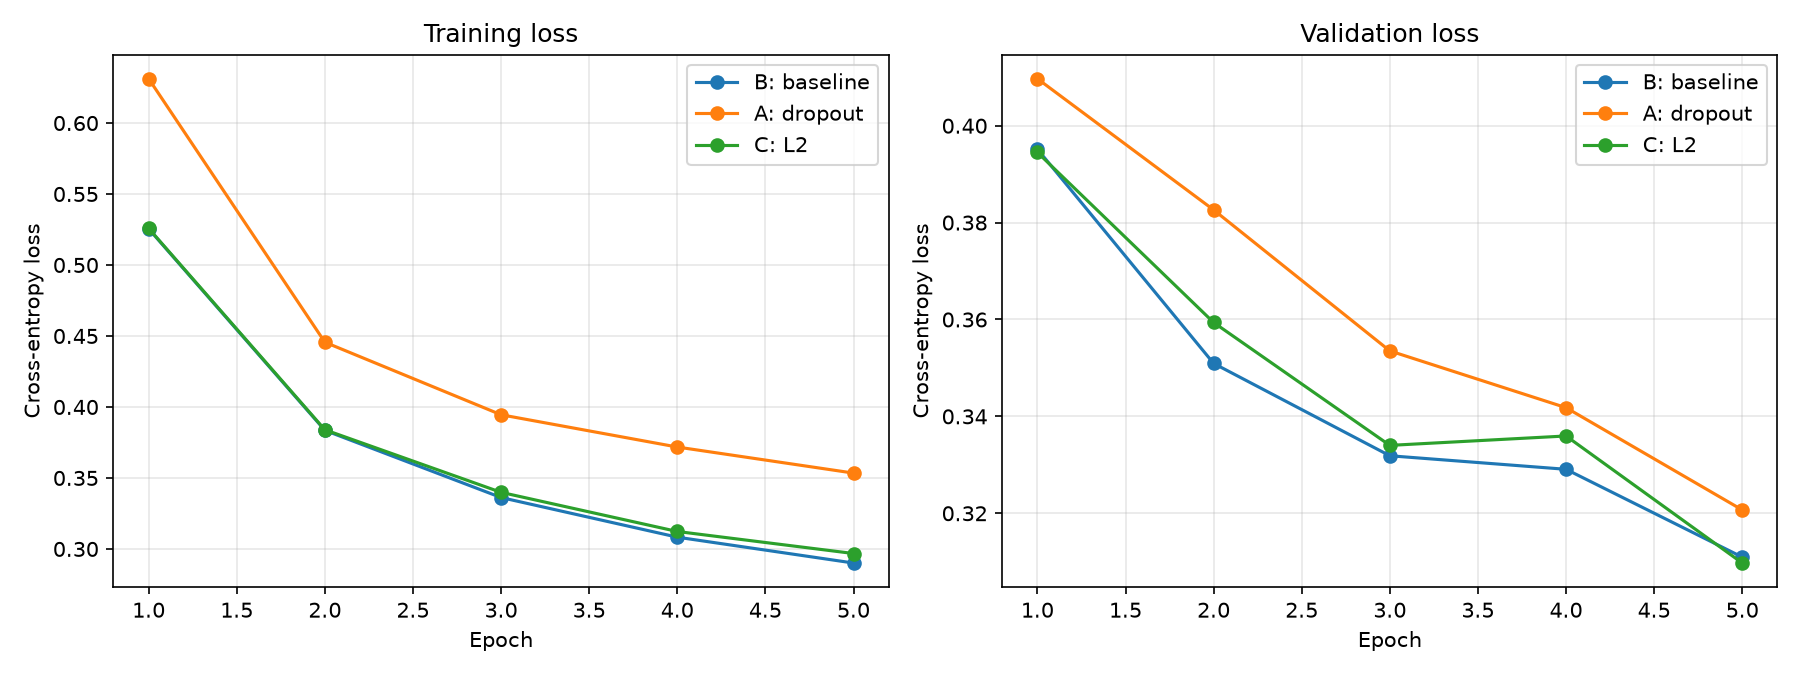 Training loss
Cross-entropy loss
0.60
0.55
0.50
0.45
0.40
0.35
0.30
B: baseline
A: dropout
C: L2
1.0 1.5 2.0 2.5 3.0 3.5 4.0 4.5 5.0
Epoch
Validation loss
Cross-entropy loss
0.40
0.38
0.36
0.34
0.32
B: baseline
A: dropout
C: L2
1.0 1.5 2.0 2.5 3.0 3.5 4.0 4.5 5.0
Epoch